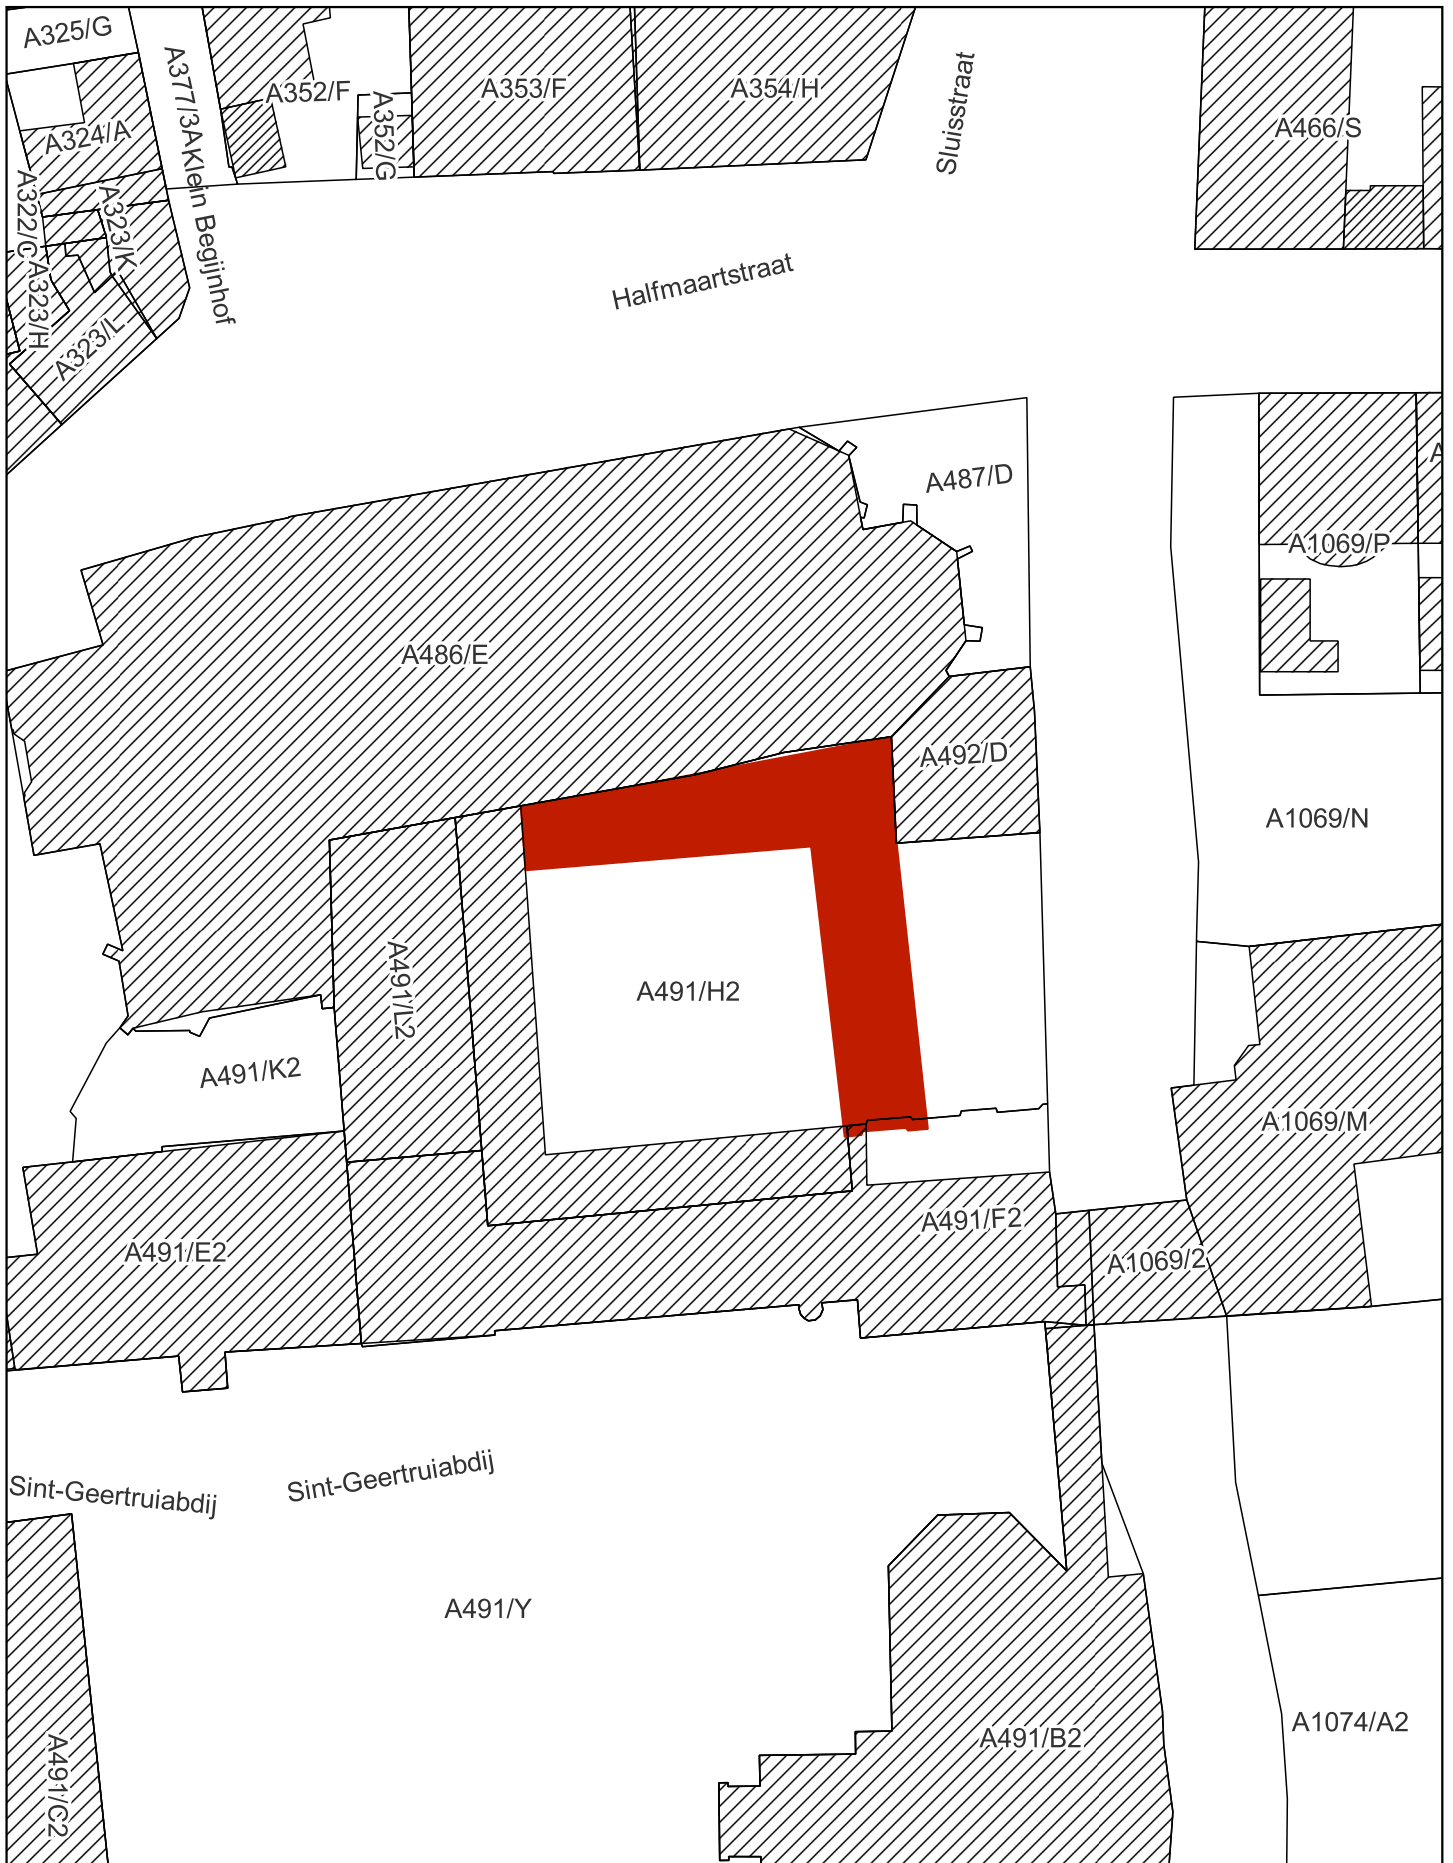 A325/G
A377/3A
Klein Begijnhof
A352/F
A352/G
A353/F
A354/H
Sluisstraat
A466/S
A324/A
A322/C
A323/K
A323/H
A323/L
Halfmaartstraat
A487/D
A
A1069/P
A486/E
A492/D
A1069/N
A491/L2
A491/H2
A491/K2
A1069/M
A491/E2
A491/F2
A1069/2
Sint-Geertruiabdij
Sint-Geertruiabdij
A491/Y
A491/B2
A1074/A2
A491/C2